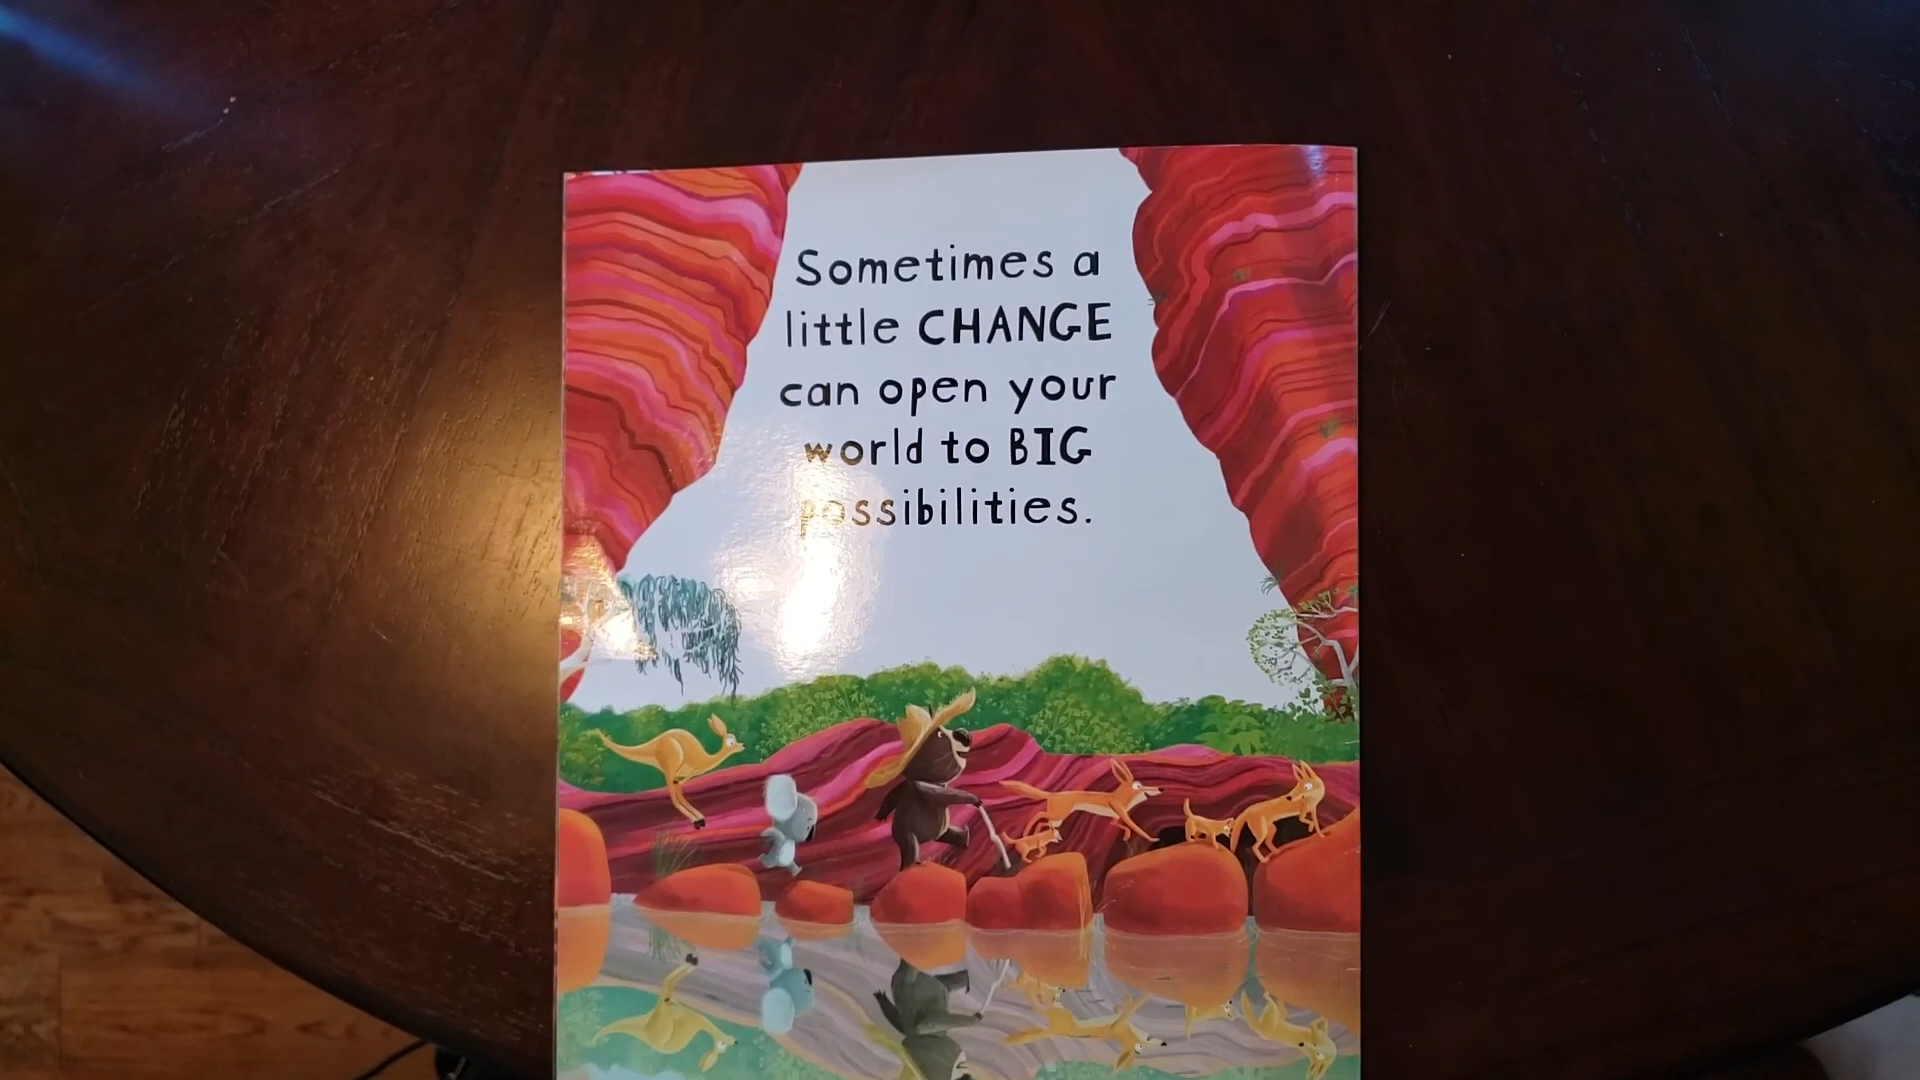 Sometimes a
little CHANGE
can open your
world to BIG
possibilities.